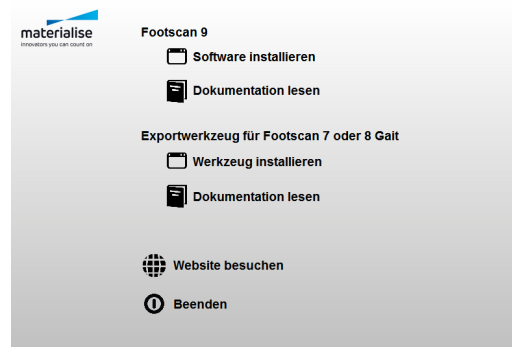 materialise
innovators you can count on
Footscan 9
Software installieren
Dokumentation lesen
Exportwerkzeug für Footscan 7 oder 8 Gait
Werkzeug installieren
Dokumentation lesen
Website besuchen
Beenden